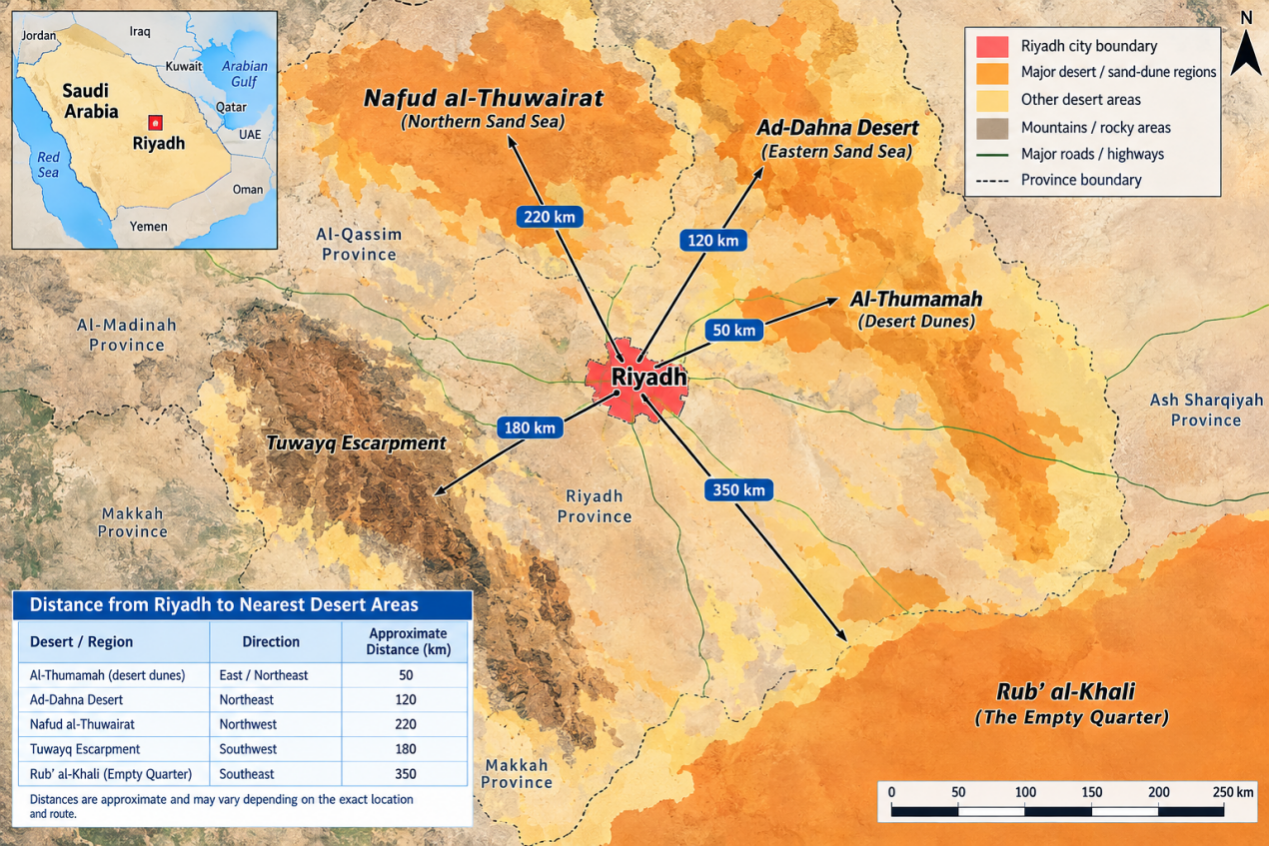 Jordan
Iraq
Kuwait
Arabian
Gulf
Saudi
Arabia
Qatar
Riyadh
UAE
Red
Sea
Oman
Yemen
N
Riyadh city boundary
Major desert / sand-dune regions
Other desert areas
Mountains / rocky areas
Major roads / highways
Province boundary
Nafud al-Thuwairat
(Northern Sand Sea)
Ad-Dahna Desert
(Eastern Sand Sea)
220 km
120 km
Al-Qassim
Province
Al-Thumamah
(Desert Dunes)
50 km
Al-Madinah
Province
Riyadh
Ash Sharqiyah
Province
180 km
Tuwayq Escarpment
350 km
Riyadh
Province
Makkah
Province
Distance from Riyadh to Nearest Desert Areas
Desert / Region Direction Approximate
Distance (km)
Al-Thumamah (desert dunes) East / Northeast 50
Ad-Dahna Desert Northeast 120
Nafud al-Thuwairat Northwest 220
Tuwayq Escarpment Southwest 180
Rub' al-Khali (Empty Quarter) Southeast 350
Distances are approximate and may vary depending on the exact location
and route.
Rub' al-Khali
(The Empty Quarter)
Makkah
Province
0 50 100 150 200 250 km